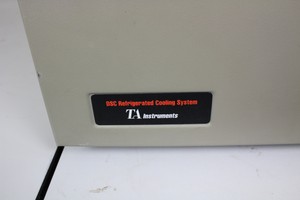 DSC Refrigerated Cooling System
TA Instruments